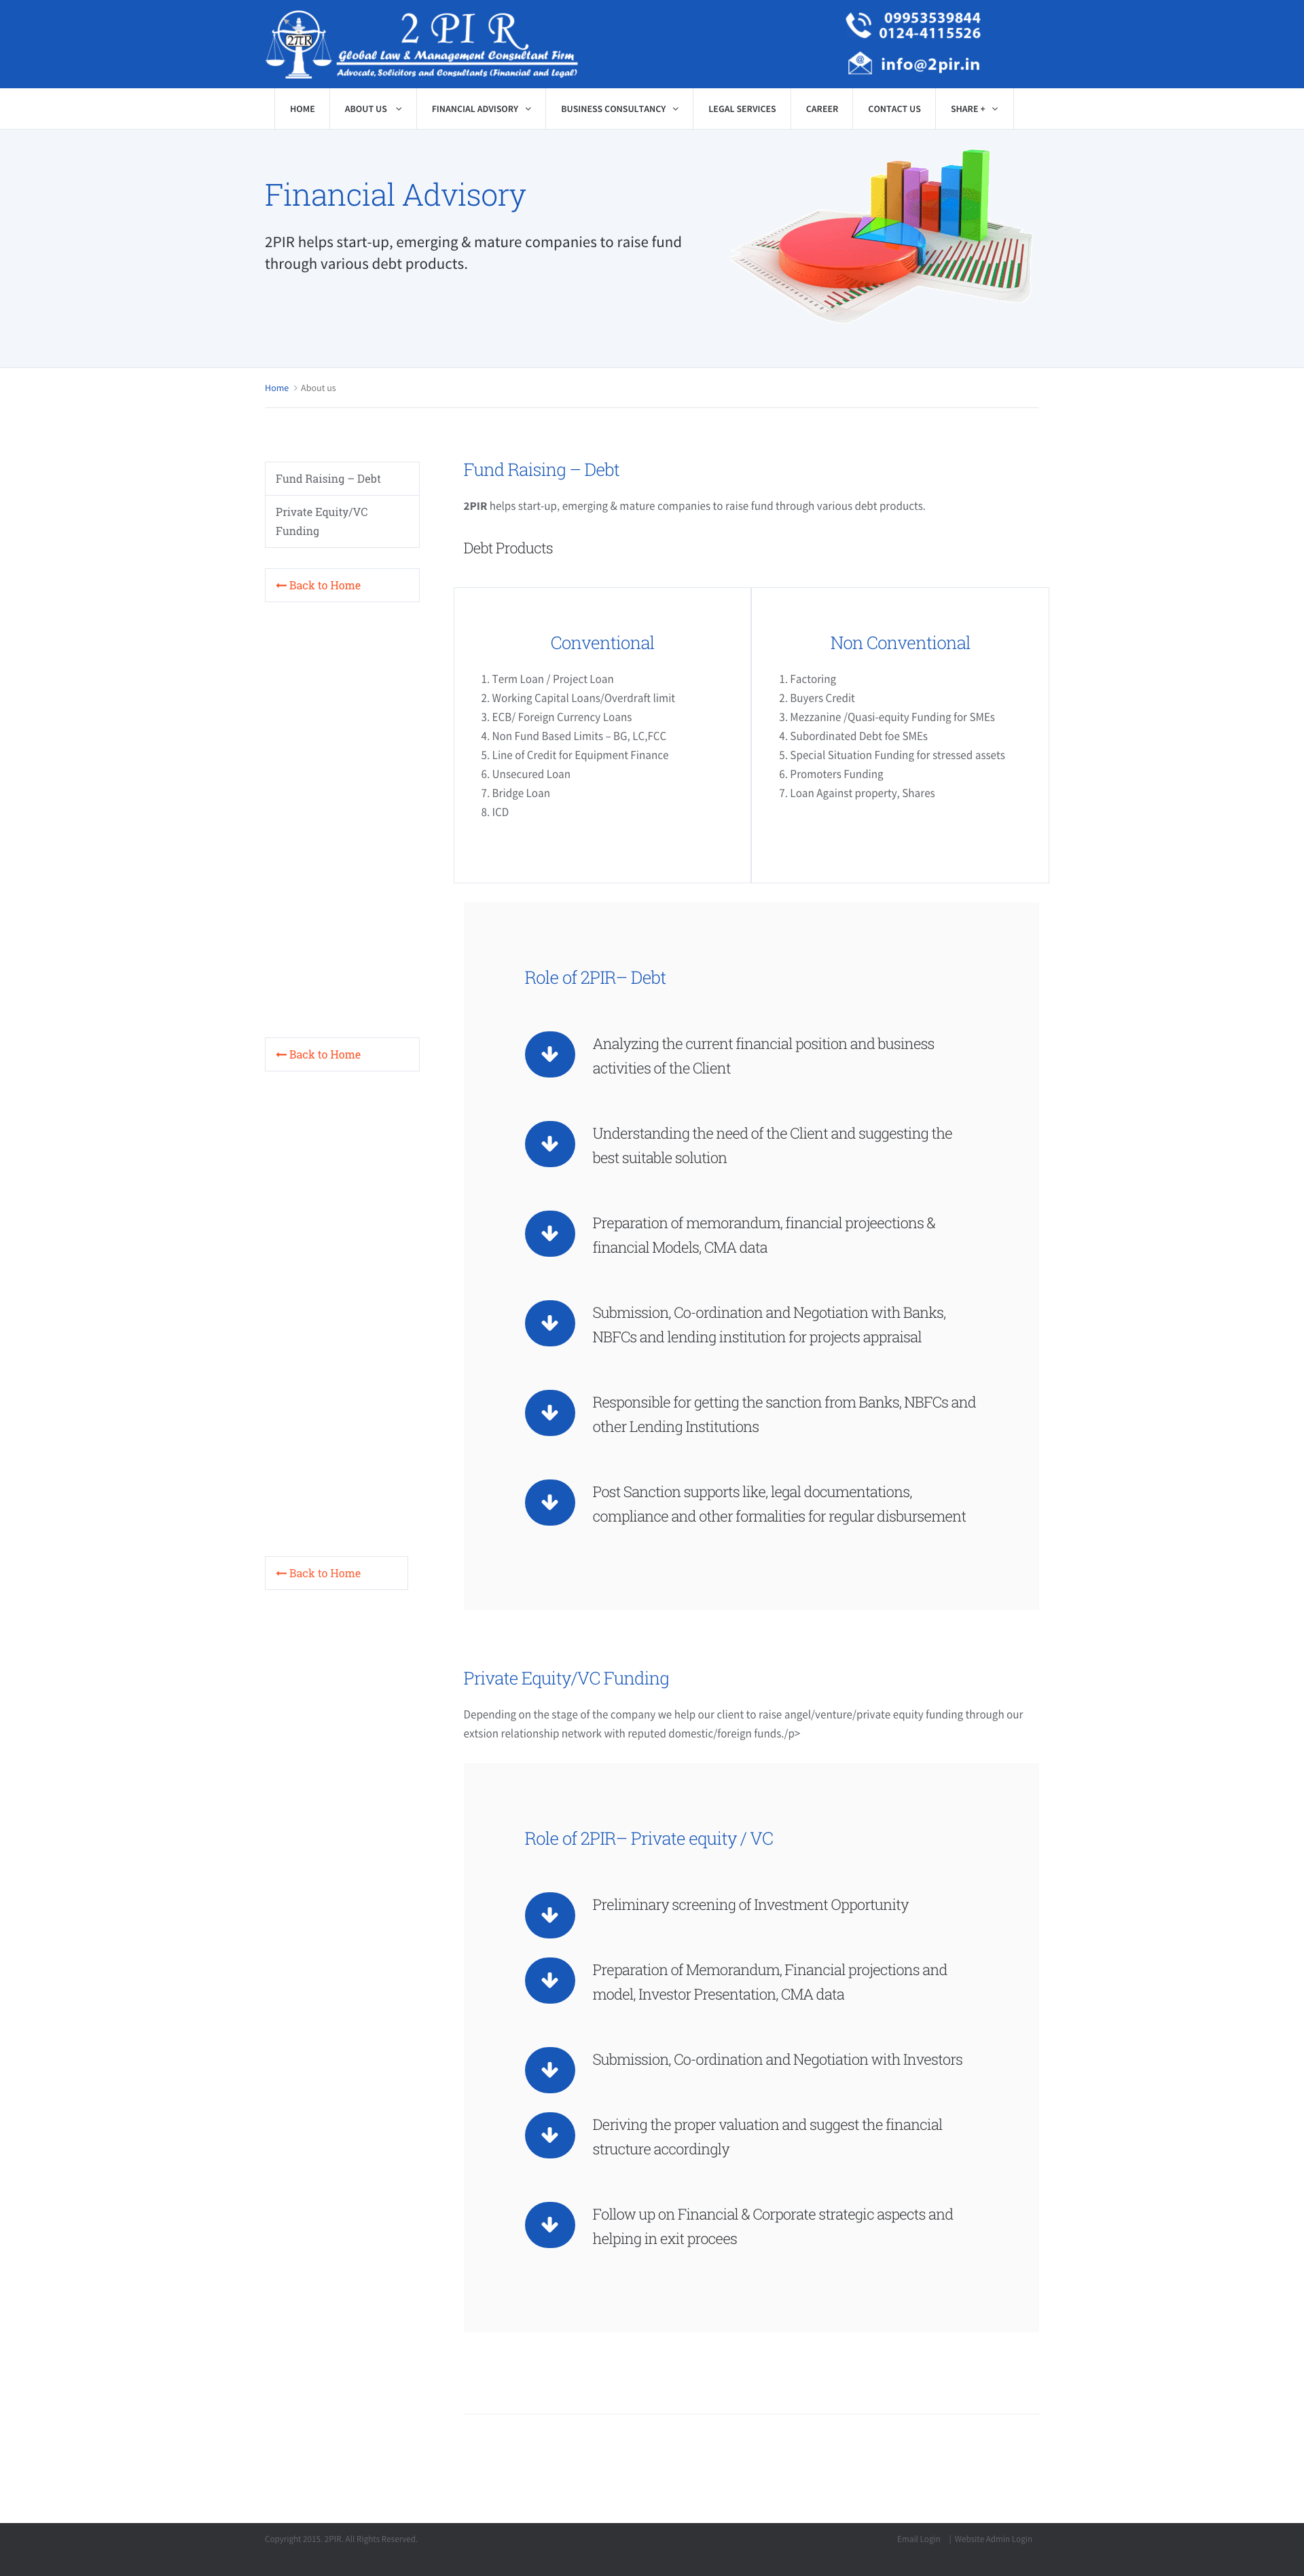 2 PI R
2πR
Global Law & Management Consultant Firm
Advocate, Solicitors and Consultants (Financial and Legal)
09953539844
0124-4115526
info@2pir.in
HOME ABOUT US FINANCIAL ADVISORY BUSINESS CONSULTANCY LEGAL SERVICES CAREER CONTACT US SHARE +
Financial Advisory
2PIR helps start-up, emerging & mature companies to raise fund
through various debt products.
Home > About us
Fund Raising – Debt
Private Equity/VC
Funding
Back to Home
Fund Raising – Debt
2PIR helps start-up, emerging & mature companies to raise fund through various debt products.
Debt Products
Conventional
1. Term Loan / Project Loan
2. Working Capital Loans/Overdraft limit
3. ECB/ Foreign Currency Loans
4. Non Fund Based Limits – BG, LC,FCC
5. Line of Credit for Equipment Finance
6. Unsecured Loan
7. Bridge Loan
8. ICD
Non Conventional
1. Factoring
2. Buyers Credit
3. Mezzanine /Quasi-equity Funding for SMEs
4. Subordinated Debt foe SMEs
5. Special Situation Funding for stressed assets
6. Promoters Funding
7. Loan Against property, Shares
Back to Home
Role of 2PIR– Debt
Analyzing the current financial position and business
activities of the Client
Understanding the need of the Client and suggesting the
best suitable solution
Preparation of memorandum, financial projeections &
financial Models, CMA data
Submission, Co-ordination and Negotiation with Banks,
NBFCs and lending institution for projects appraisal
Responsible for getting the sanction from Banks, NBFCs and
other Lending Institutions
Post Sanction supports like, legal documentations,
compliance and other formalities for regular disbursement
Back to Home
Private Equity/VC Funding
Depending on the stage of the company we help our client to raise angel/venture/private equity funding through our
extsion relationship network with reputed domestic/foreign funds./p>
Role of 2PIR– Private equity / VC
Preliminary screening of Investment Opportunity
Preparation of Memorandum, Financial projections and
model, Investor Presentation, CMA data
Submission, Co-ordination and Negotiation with Investors
Deriving the proper valuation and suggest the financial
structure accordingly
Follow up on Financial & Corporate strategic aspects and
helping in exit procees
Copyright 2015. 2PIR. All Rights Reserved.
Email Login | Website Admin Login